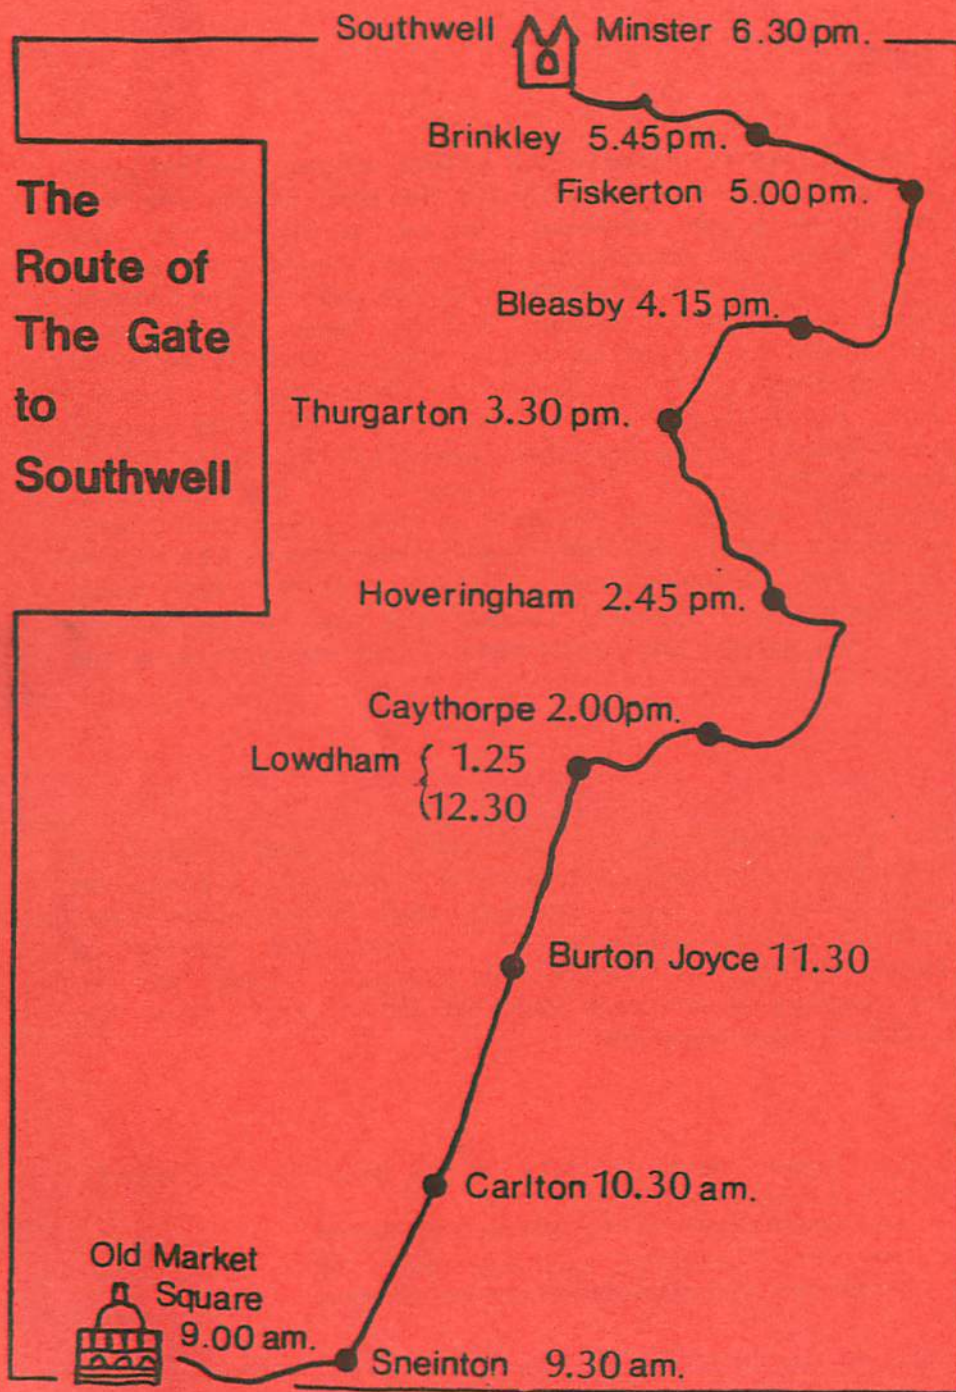 Southwell Minster 6.30 pm.
Brinkley 5.45 pm.
Fiskerton 5.00 pm.
The
Route of
The Gate
to
Southwell
Bleasby 4.15 pm.
Thurgarton 3.30 pm.
Hoveringham 2.45 pm.
Caythorpe 2.00pm.
Lowdham { 1.25
(12.30
Burton Joyce 11.30
Carlton 10.30 am.
Old Market
Square
9.00 am.
Sneinton 9.30 am.